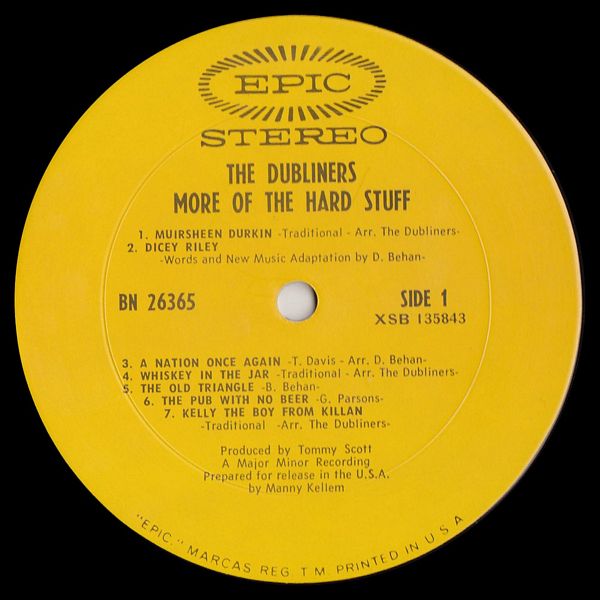 EPIC
STEREO
THE DUBLINERS
MORE OF THE HARD STUFF
1. MUIRSHEEN DURKIN -Traditional - Arr. The Dubliners-
2. DICEY RILEY
-Words and New Music Adaptation by D. Behan-
BN 26365
SIDE 1
XSB 135843
3. A NATION ONCE AGAIN -T. Davis - Arr. D. Behan-
4. WHISKEY IN THE JAR -Traditional - Arr. The Dubliners-
5. THE OLD TRIANGLE -B. Behan-
6. THE PUB WITH NO BEER -G. Parsons-
7. KELLY THE BOY FROM KILLAN
-Traditional -Arr. The Dubliners-
Produced by Tommy Scott
A Major Minor Recording
Prepared for release in the U.S.A.
by Manny Kellem
"EPIC," MARCAS REG. T M. PRINTED IN U S A